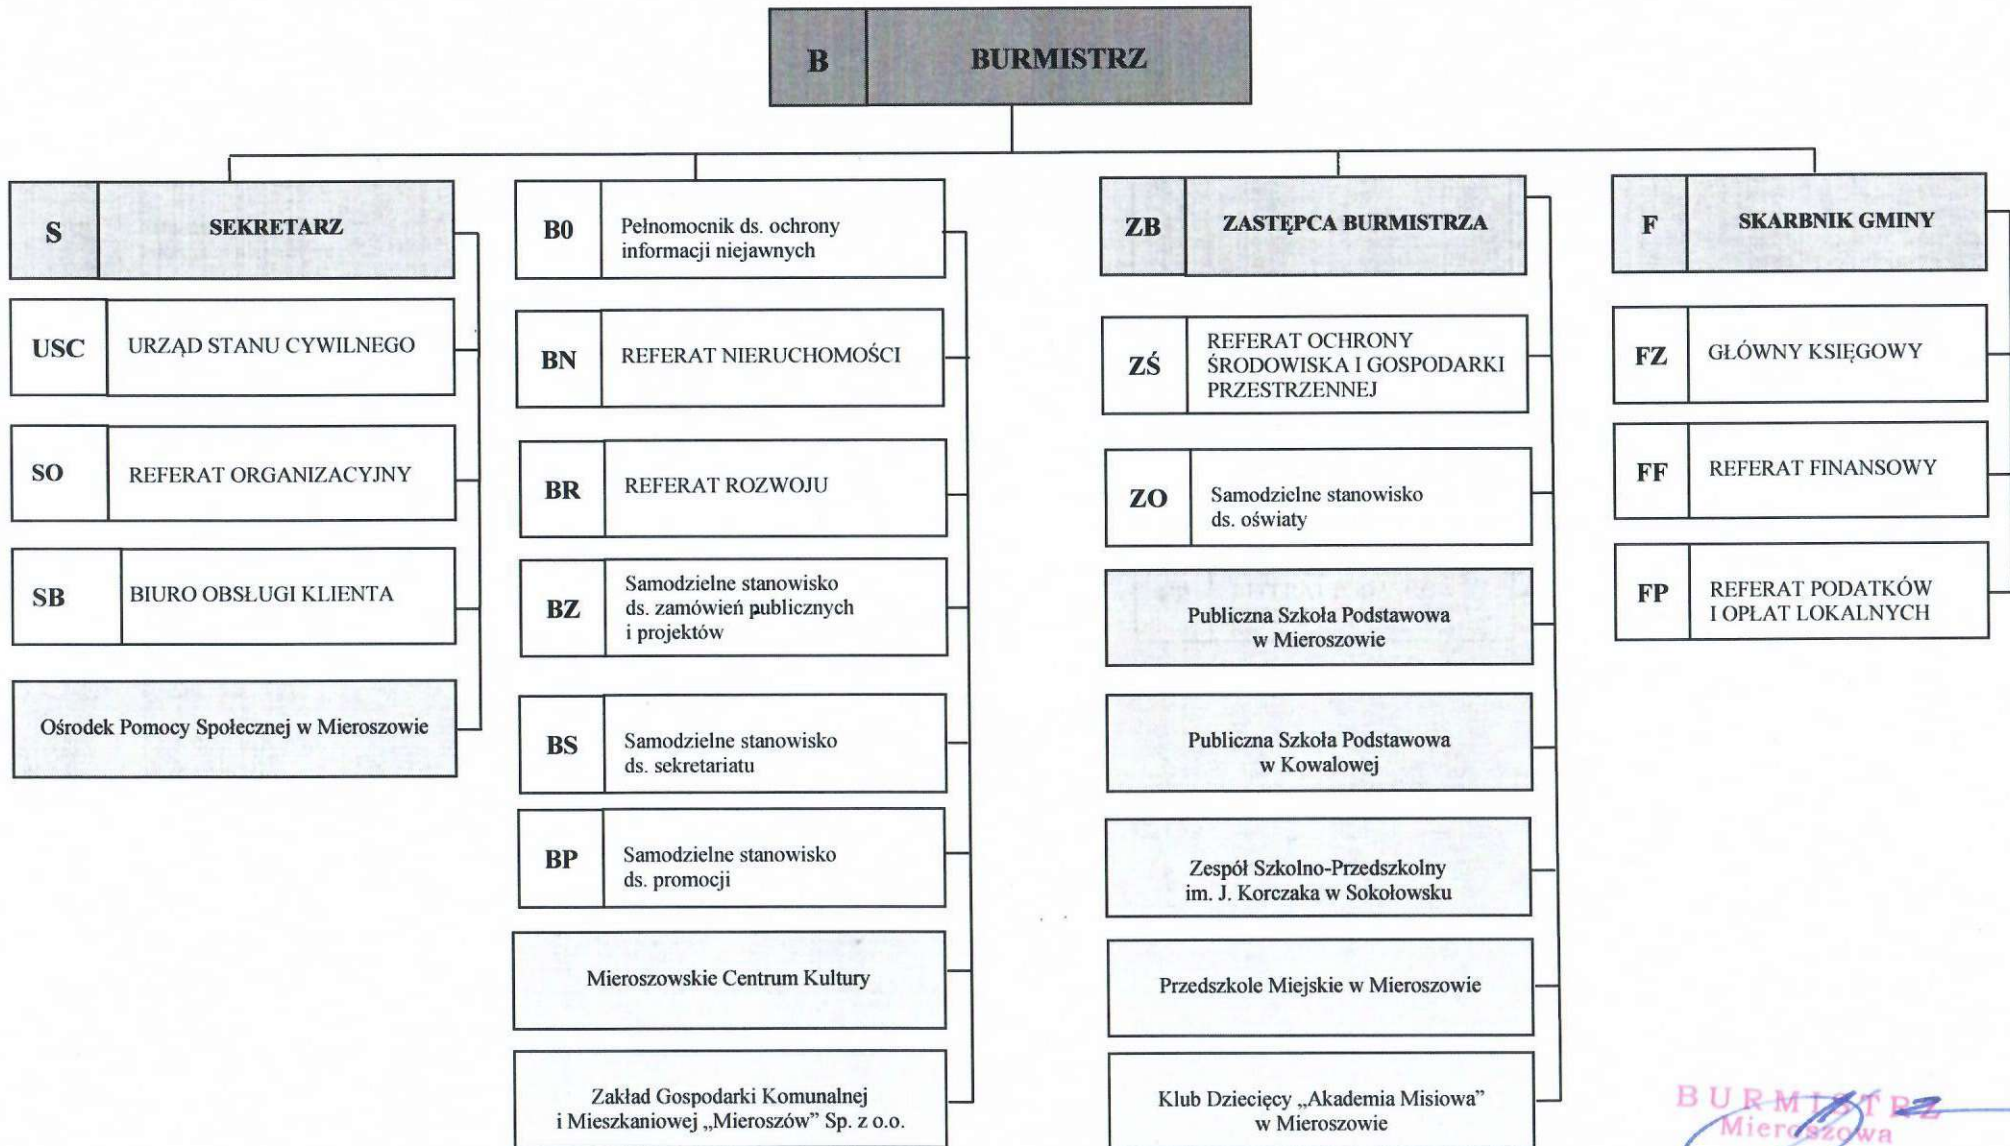 B BURMISTRZ
S SEKRETARZ
USC URZĄD STANU CYWILNEGO
SO REFERAT ORGANIZACYJNY
SB BIURO OBSŁUGI KLIENTA
Ośrodek Pomocy Społecznej w Mieroszowie
B0 Pełnomocnik ds. ochrony
informacji niejawnych
BN REFERAT NIERUCHOMOŚCI
BR REFERAT ROZWOJU
BZ Samodzielne stanowisko
ds. zamówień publicznych
i projektów
BS Samodzielne stanowisko
ds. sekretariatu
BP Samodzielne stanowisko
ds. promocji
Mieroszowskie Centrum Kultury
Zakład Gospodarki Komunalnej
i Mieszkaniowej „Mieroszów” Sp. z o.o.
ZB ZASTĘPCA BURMISTRZA
ZŚ REFERAT OCHRONY
ŚRODOWISKA I GOSPODARKI
PRZESTRZENNEJ
ZO Samodzielne stanowisko
ds. oświaty
Publiczna Szkoła Podstawowa
w Mieroszowie
Publiczna Szkoła Podstawowa
w Kowalowej
Zespół Szkolno-Przedszkolny
im. J. Korczaka w Sokołowsku
Przedszkole Miejskie w Mieroszowie
Klub Dziecięcy „Akademia Misiowa”
w Mieroszowie
F SKARBNIK GMINY
FZ GŁÓWNY KSIĘGOWY
FF REFERAT FINANSOWY
FP REFERAT PODATKÓW
I OPŁAT LOKALNYCH
BURMISTRZ
Mieroszowa